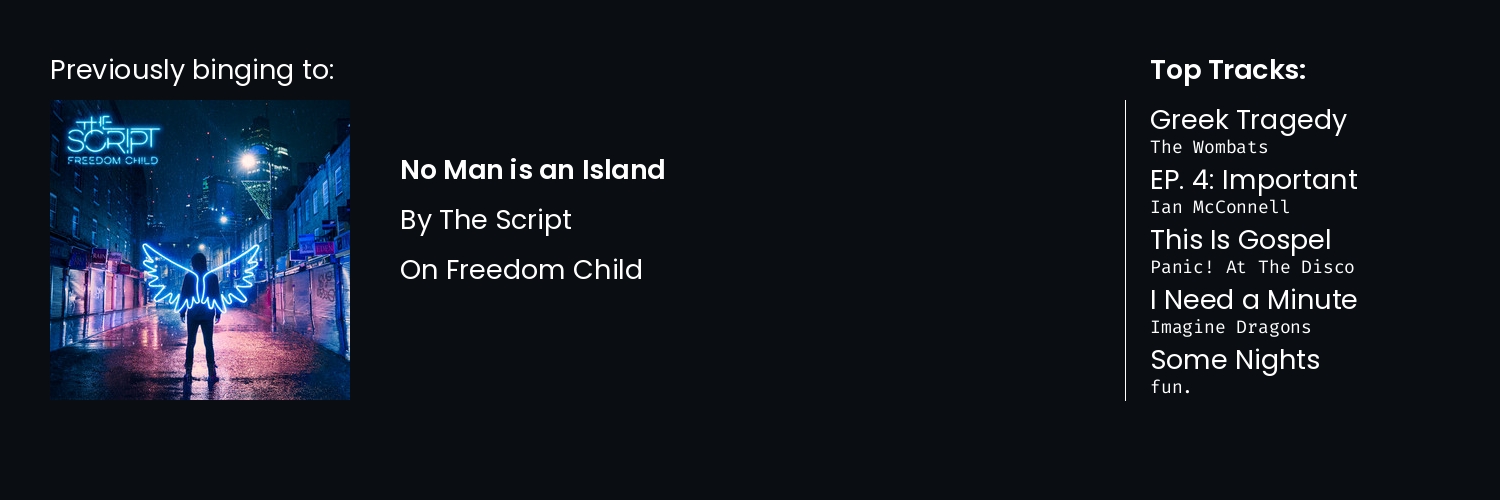 Previously binging to:
THE
SCRIPT
FREEDOM CHILD
No Man is an Island
By The Script
On Freedom Child
Top Tracks:
Greek Tragedy
The Wombats
EP. 4: Important
Ian McConnell
This Is Gospel
Panic! At The Disco
I Need a Minute
Imagine Dragons
Some Nights
fun.